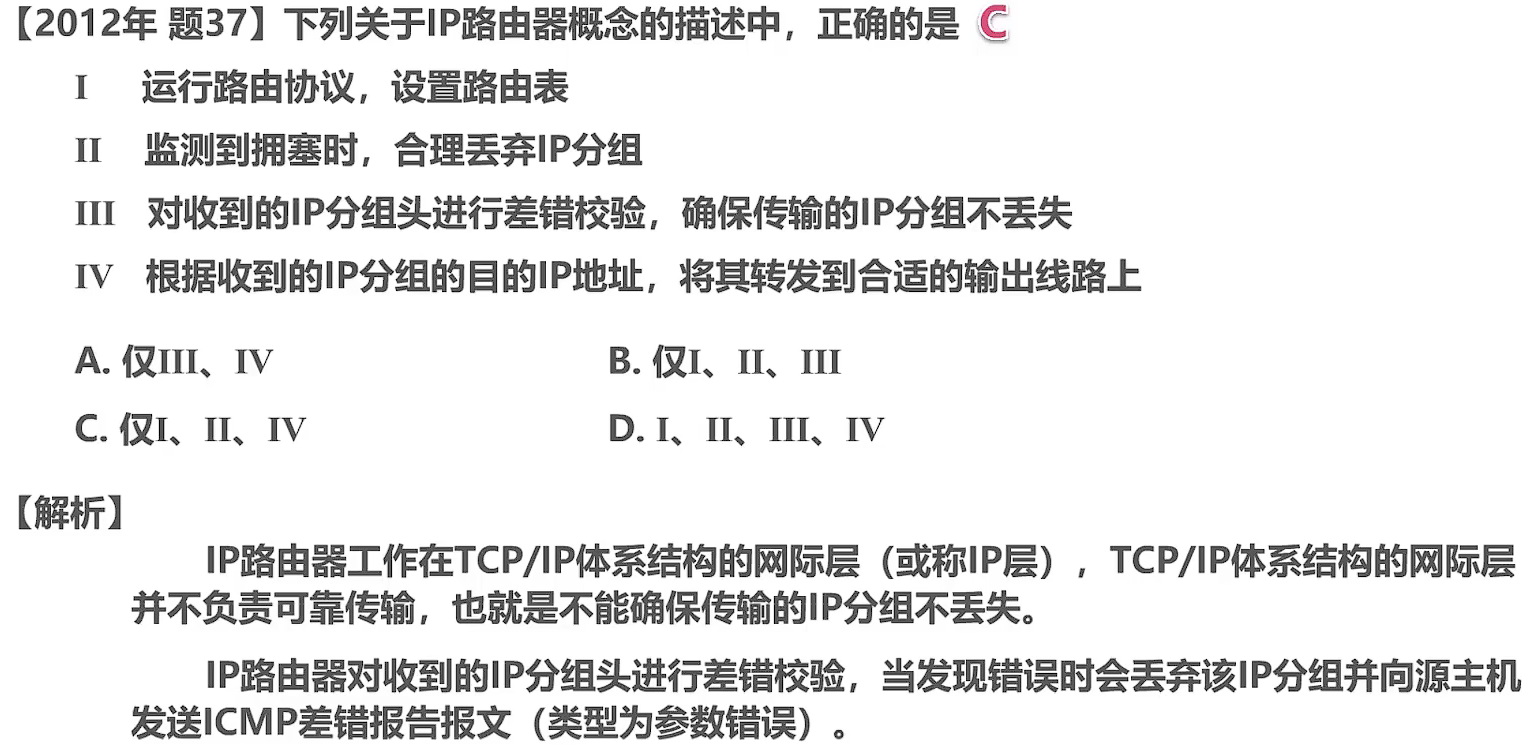 【2012年 题37】下列关于IP路由器概念的描述中，正确的是 C
I 运行路由协议，设置路由表
II 监测到拥塞时，合理丢弃IP分组
III 对收到的IP分组头进行差错校验，确保传输的IP分组不丢失
IV 根据收到的IP分组的目的IP地址，将其转发到合适的输出线路上
A. 仅III、IV B. 仅I、II、III
C. 仅I、II、IV D. I、II、III、IV
【解析】
IP路由器工作在TCP/IP体系结构的网际层（或称IP层），TCP/IP体系结构的网际层
并不负责可靠传输，也就是不能确保传输的IP分组不丢失。
IP路由器对收到的IP分组头进行差错校验，当发现错误时会丢弃该IP分组并向源主机
发送ICMP差错报告报文（类型为参数错误）。